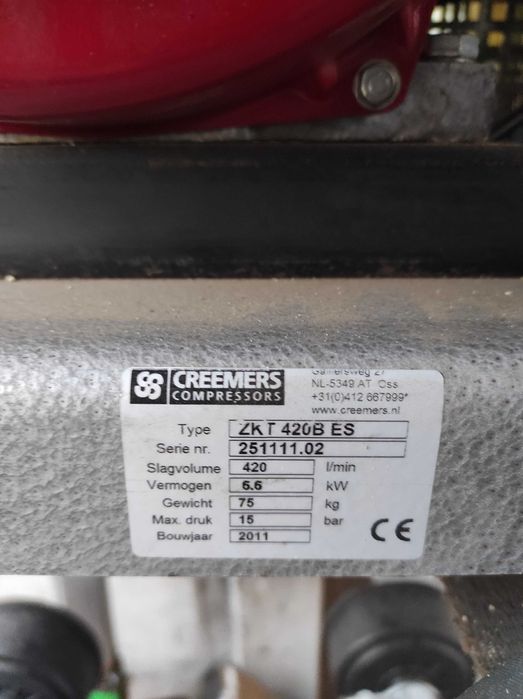 CREEMERS
COMPRESSORS
27
NL-5349 AT Oss
+31(0)412 667999*
www.creemers.nl
Type ZKT 420B ES
Serie nr. 251111.02
Slagvolume 420 l/min
Vermogen 6.6 kW
Gewicht 75 kg
Max. druk 15 bar
Bouwjaar 2011
CE